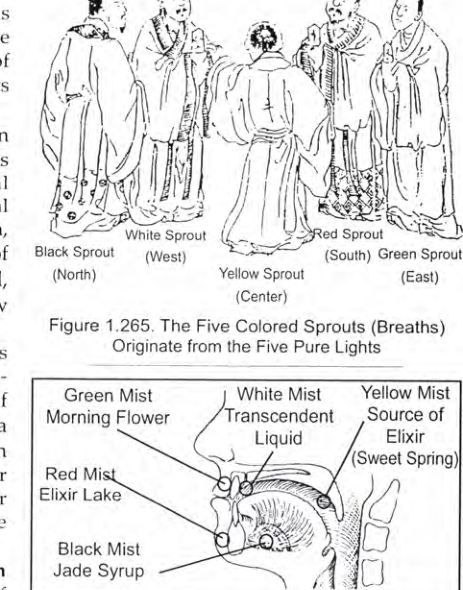 Black Sprout
(North)
White Sprout
(West)
Yellow Sprout
(Center)
Red Sprout
(South)
Green Sprout
(East)
Figure 1.265. The Five Colored Sprouts (Breaths)
Originate from the Five Pure Lights
Green Mist
Morning Flower
White Mist
Transcendent
Liquid
Yellow Mist
Source of
Elixir
(Sweet Spring)
Red Mist
Elixir Lake
Black Mist
Jade Syrup